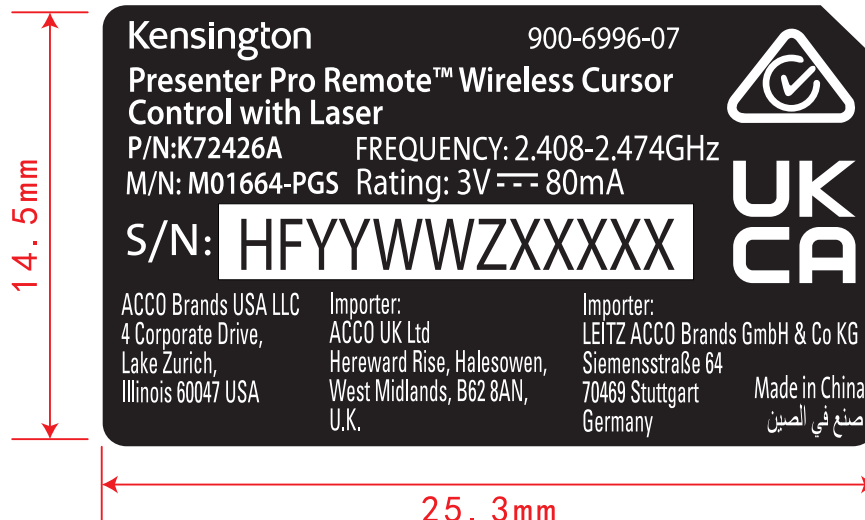 Kensington 900-6996-07
Presenter Pro Remote™ Wireless Cursor
Control with Laser
P/N:K72426A FREQUENCY: 2.408-2.474GHz
M/N: M01664-PGS Rating: 3V 80mA
UK
CA
S/N: HFYYWWZXXXXX
ACCO Brands USA LLC
4 Corporate Drive,
Lake Zurich,
Illinois 60047 USA
Importer:
ACCO UK Ltd
Hereward Rise, Halesowen,
West Midlands, B62 8AN,
U.K.
Importer:
LEITZ ACCO Brands GmbH & Co KG
Siemensstraße 64
70469 Stuttgart
Germany
Made in China
صنع في الصين
14.5mm
25.3mm